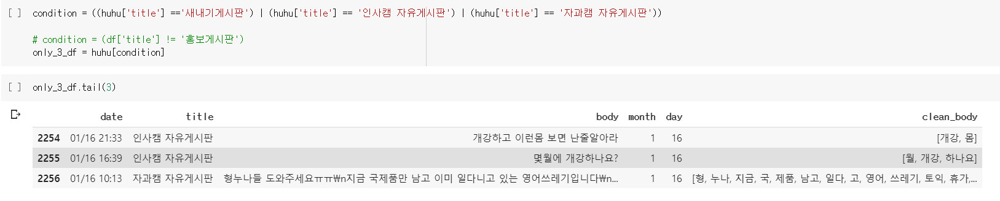 [ ] condition = ((huhu['title'] =='새내기게시판') | (huhu['title'] == '인사캠 자유게시판') | (huhu['title'] == '자과캠 자유게시판'))
# condition = (df['title'] != '홍보게시판')
only_3_df = huhu[condition]
[ ] only_3_df.tail(3)
date title body month day clean_body
2254 01/16 21:33 인사캠 자유게시판 개강하고 이런몸 보면 난줄알아라 1 16 [개강, 몸]
2255 01/16 16:39 인사캠 자유게시판 몇월에 개강하나요? 1 16 [월, 개강, 하나요]
2256 01/16 10:13 자과캠 자유게시판 형누나들 도와주세요ㅠㅠ₩n지금 국제품만 남고 이미 일다니고 있는 영어쓰레기입니다₩n... 1 16 [형, 누나, 지금, 국, 제품, 남고, 일다, 고, 영어, 쓰레기, 토익, 휴가,...